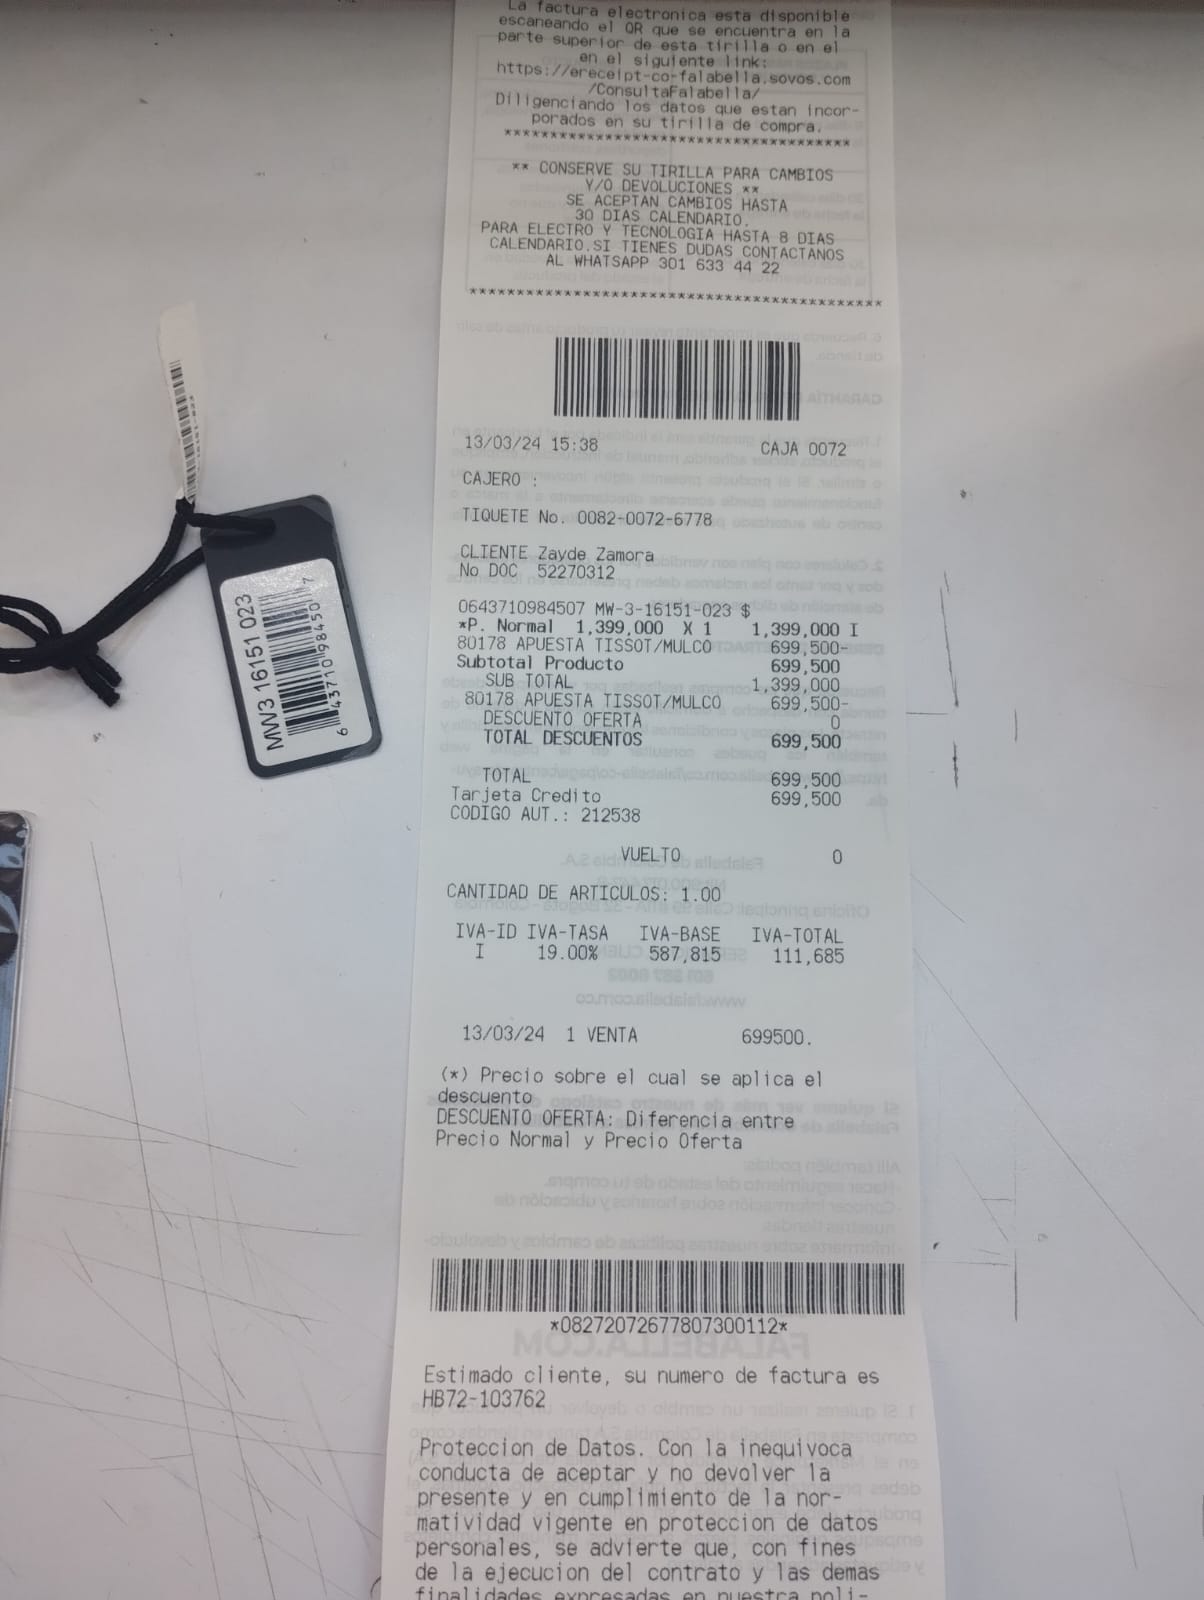 La factura electronica esta disponible
escaneando el QR que se encuentra en la
parte superior de esta tirilla o en el
en el siguiente link:
https://ereceipt-co-falabella.sovos.com
/ConsultaFalabella/
Diligenciando los datos que estan incor-
porados en su tirilla de compra.
** CONSERVE SU TIRILLA PARA CAMBIOS
Y/O DEVOLUCIONES **
SE ACEPTAN CAMBIOS HASTA
30 DIAS CALENDARIO.
PARA ELECTRO Y TECNOLOGIA HASTA 8 DIAS
CALENDARIO.SI TIENES DUDAS CONTACTANOS
AL WHATSAPP 301 633 44 22
13/03/24 15:38 CAJA 0072
CAJERO :
TIQUETE No. 0082-0072-6778
CLIENTE Zayde Zamora
No DOC 52270312
0643710984507 MW-3-16151-023 $
*P. Normal 1,399,000 X 1 1,399,000 I
80178 APUESTA TISSOT/MULCO 699,500-
Subtotal Producto 699,500
SUB TOTAL 1,399,000
80178 APUESTA TISSOT/MULCO 699,500-
DESCUENTO OFERTA 0
TOTAL DESCUENTOS 699,500
TOTAL 699,500
Tarjeta Credito 699,500
CODIGO AUT.: 212538
VUELTO 0
CANTIDAD DE ARTICULOS: 1.00
IVA-ID IVA-TASA IVA-BASE IVA-TOTAL
I 19.00% 587,815 111,685
13/03/24 1 VENTA 699500.
(*) Precio sobre el cual se aplica el
descuento
DESCUENTO OFERTA: Diferencia entre
Precio Normal y Precio Oferta
*08272072677807300112*
Estimado cliente, su numero de factura es
HB72-103762
Proteccion de Datos. Con la inequivoca
conducta de aceptar y no devolver la
presente y en cumplimiento de la nor-
matividad vigente en proteccion de datos
personales, se advierte que, con fines
de la ejecucion del contrato y las demas
finalidades expresadas en nuestra poli-
MW3 16151 023
6 43710 98450 7